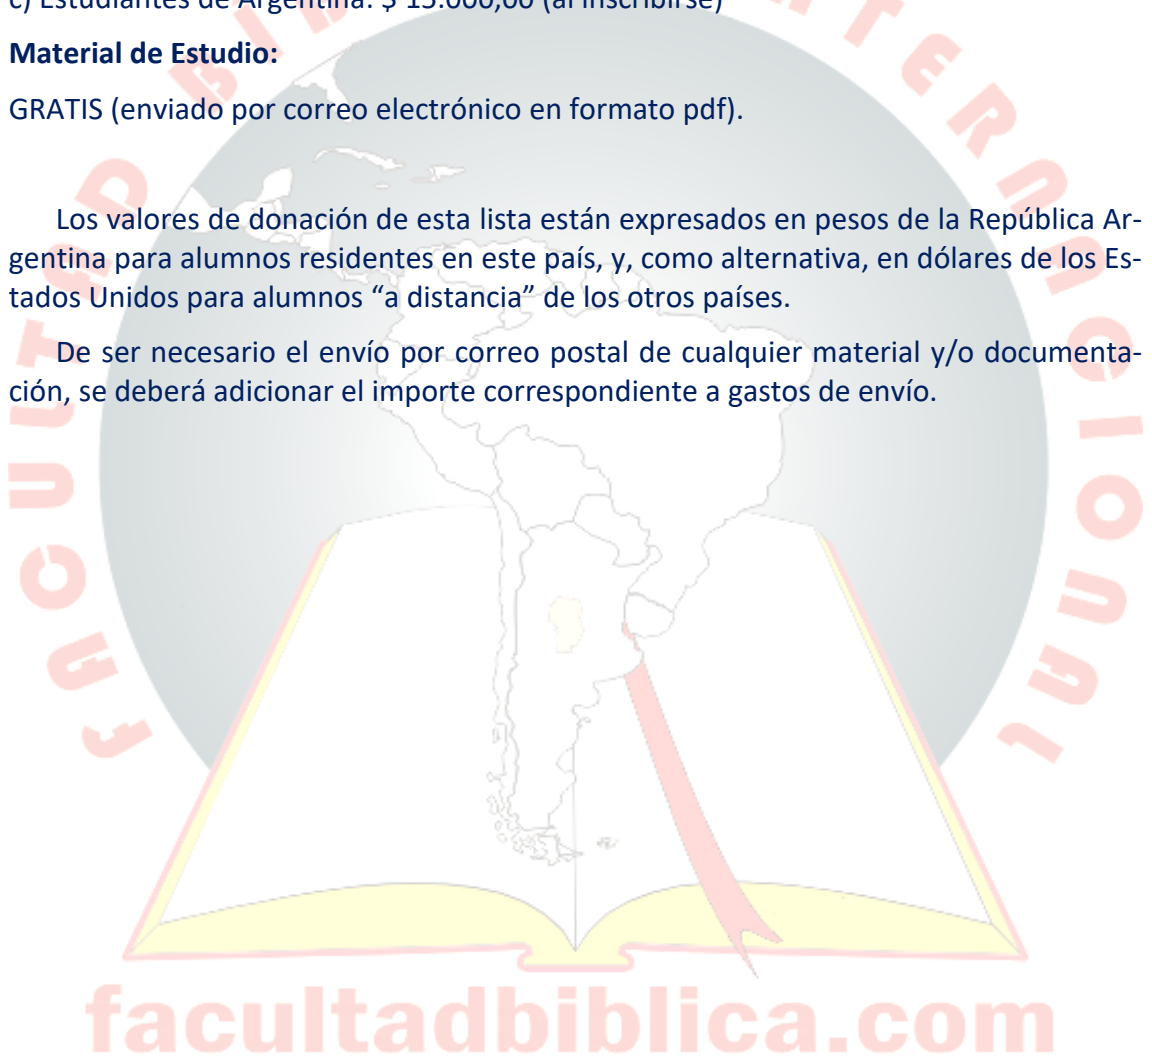 c) Estudiantes de Argentina: $ 15.000,00 (al inscribirse)
Material de Estudio:
GRATIS (enviado por correo electrónico en formato pdf).
Los valores de donación de esta lista están expresados en pesos de la República Ar-
gentina para alumnos residentes en este país, y, como alternativa, en dólares de los Es-
tados Unidos para alumnos “a distancia” de los otros países.
De ser necesario el envío por correo postal de cualquier material y/o documenta-
ción, se deberá adicionar el importe correspondiente a gastos de envío.
facultadbiblica.com